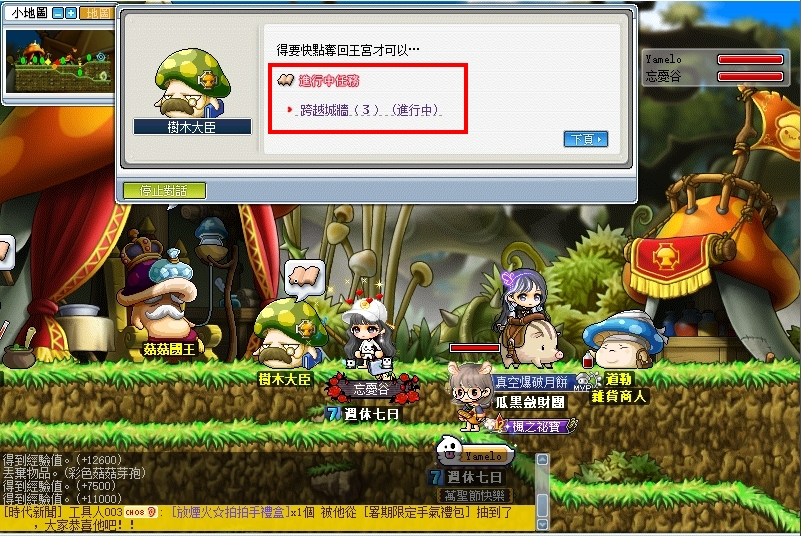 小地圖
地圖
得要快點奪回王宮才可以…
進行中任務
跨越城牆（3）（進行中）
樹木大臣
下頁
停止對話
Yamelo
忘憂谷
菇菇國王
樹木大臣
忘憂谷
7 週休七日
真空爆破月餅
MVP
瓜黑斂財團
楓之祕寶
道勒
雜貨商人
Yamelo
7 週休七日
萬聖節快樂
得到經驗值。(+12600)
丟棄物品。(彩色菇菇芽孢)
得到經驗值。(+7500)
得到經驗值。(+11000)
[時代新聞] 工具人003 CH08 : [放煙火☆拍拍手禮盒]x1個 被他從 [暑期限定手氣禮包] 抽到了
，大家恭喜他吧！！